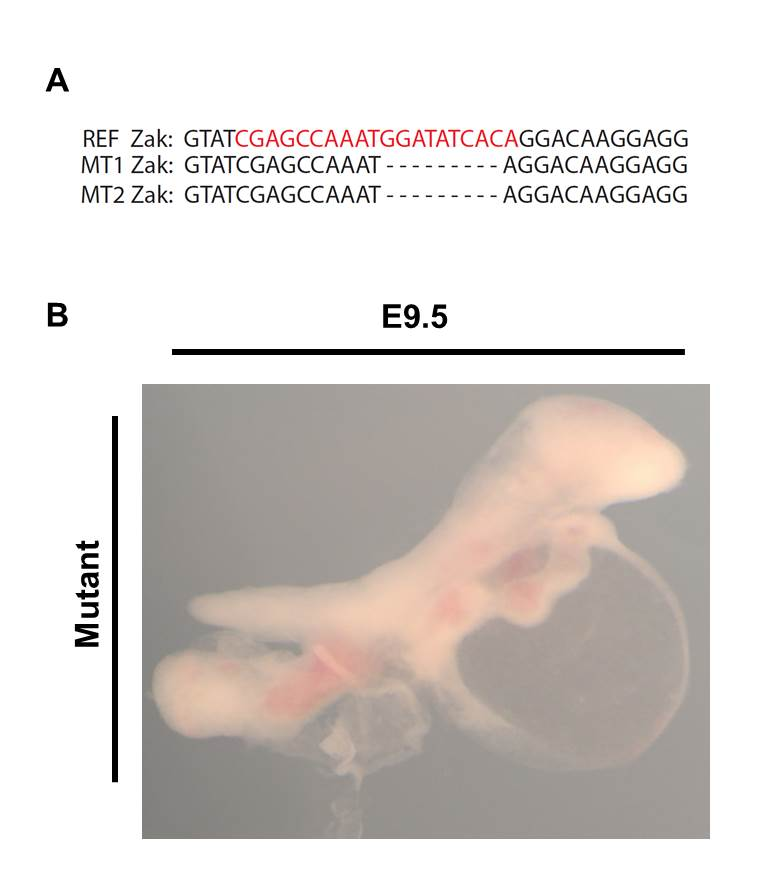 A
REF Zak: GTATCGAGCCAAATGGATATCACAGGACAAGGAGG
MT1 Zak: GTATCGAGCCAAAT---------AGGACAAGGAGG
MT2 Zak: GTATCGAGCCAAAT---------AGGACAAGGAGG
B
E9.5
Mutant